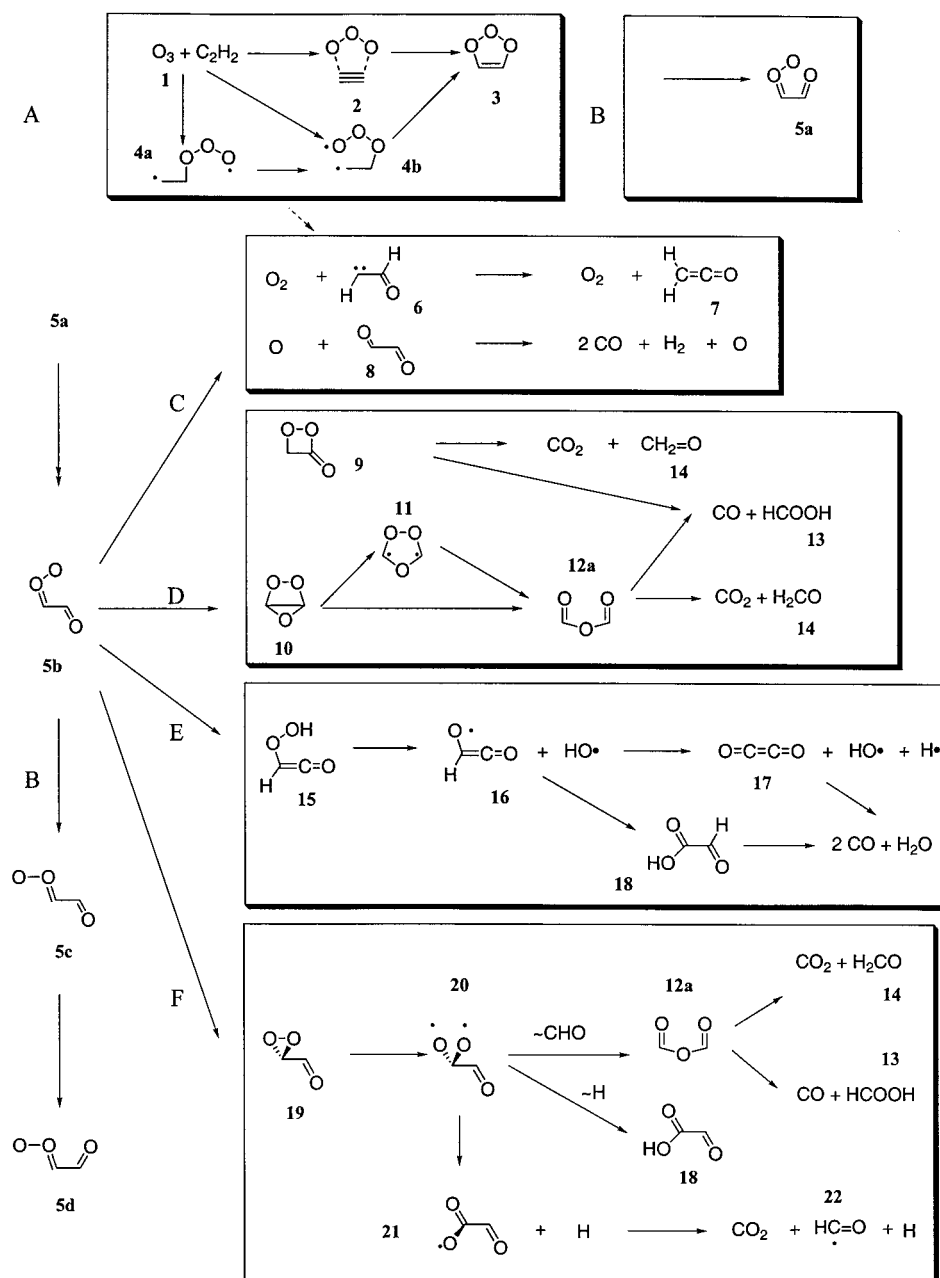 A
O3 + C2H2
1
O O O
2
O O O
3
4a
O O O
O O O
4b
B
O O O
5a
5a
C
O2 + H H O
6
O2 + H H C=C=O
7
O + O O
8
2 CO + H2 + O
O O
5b
O
D
O-O O
9
CO2 + CH2=O
14
11
O-O O
CO + HCOOH
13
O-O O
10
12a
O O O
CO2 + H2CO
14
E
O OH H C=O
15
O H C=O
16
+ HO•
O=C=C=O
17
+ HO• + H•
O HO H O
18
2 CO + H2O
B
O-O O
5c
F
O-O O
5d
O-O O
19
20
O O O
~CHO
~H
12a
O O O
CO2 + H2CO
14
13
CO + HCOOH
O HO O
18
21
O •O O
+ H
CO2 +
22
HC=O
+ H